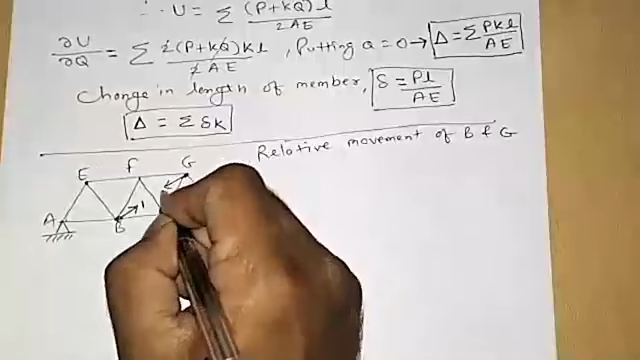 ∴ U = Σ (P+KQ)² l / 2AE
∂U/∂Q = Σ 2(P+KQ)Kl / 2AE , Putting Q = 0 → Δ = Σ PKl / AE
Change in length of member, δ = Pl / AE
Δ = Σ δK
Relative movement of B & G
E F G
A B 1